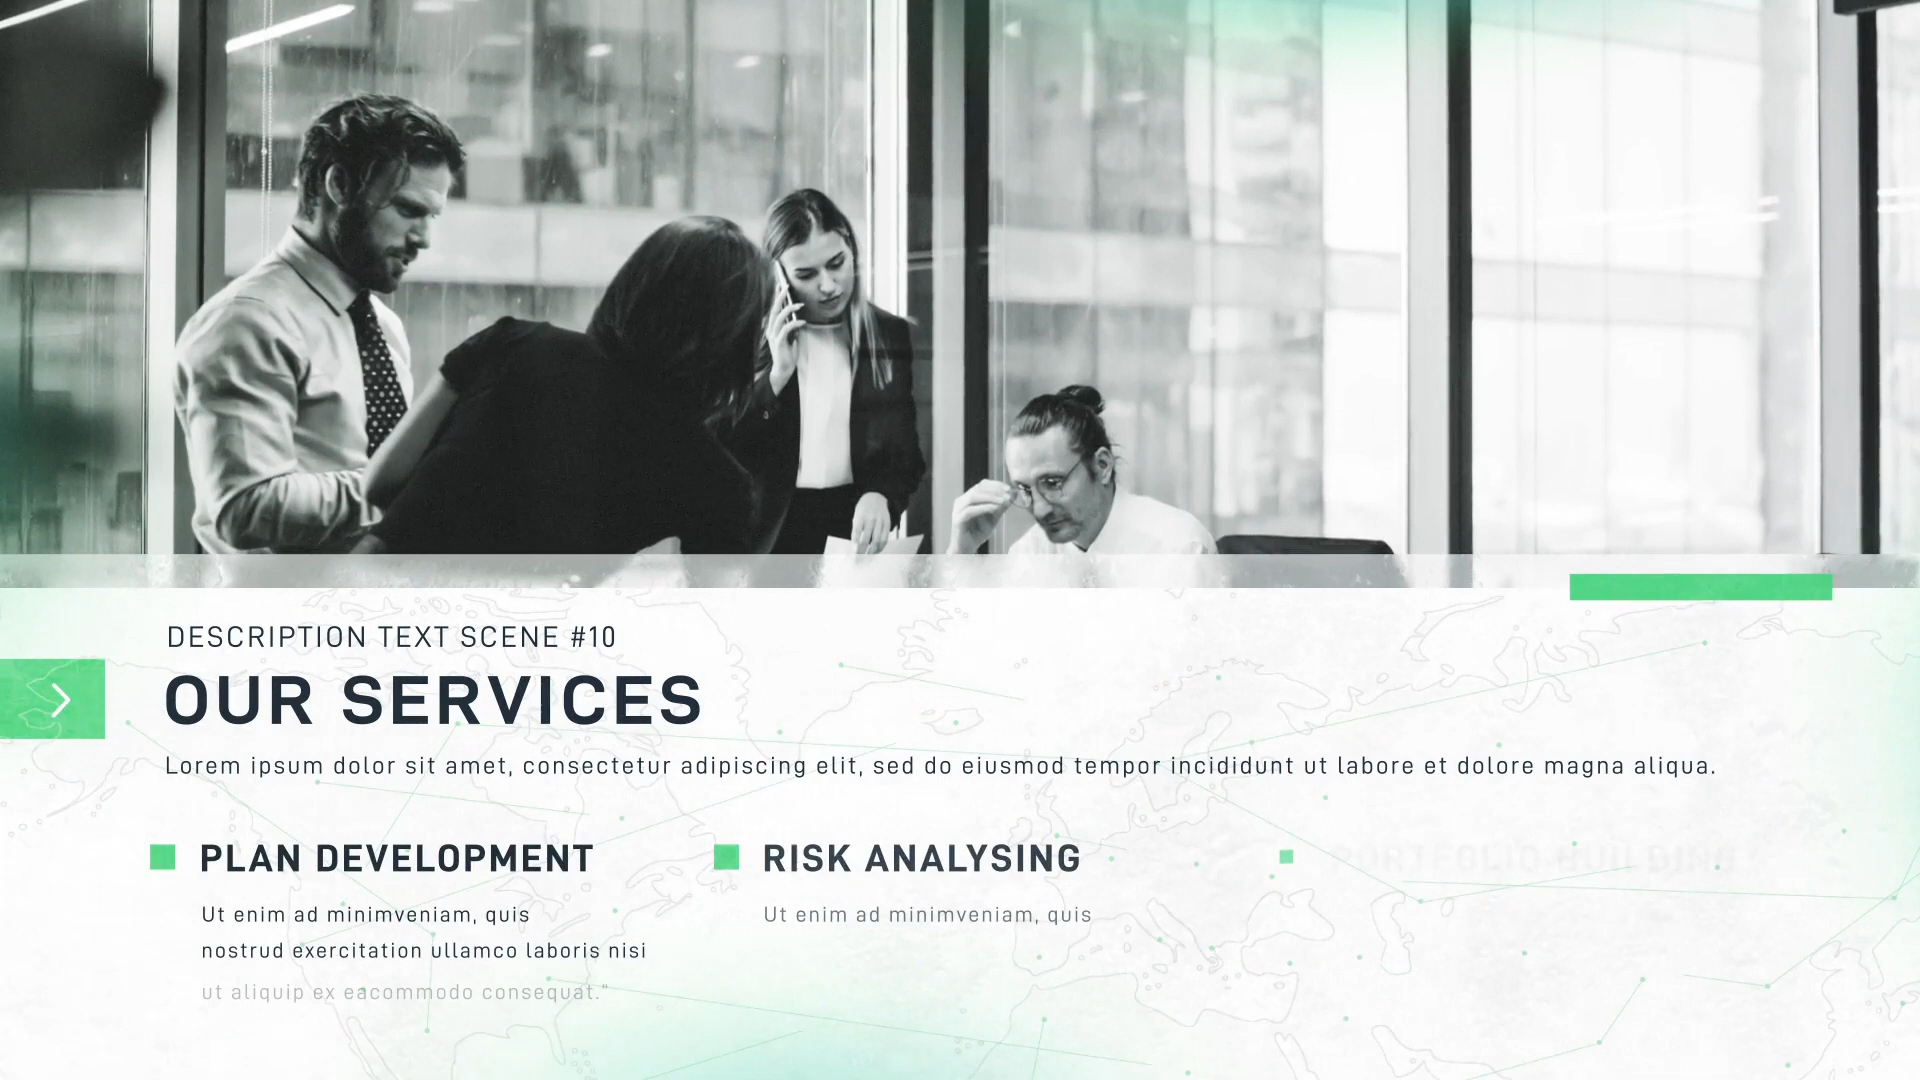 DESCRIPTION TEXT SCENE #10
OUR SERVICES
Lorem ipsum dolor sit amet, consectetur adipiscing elit, sed do eiusmod tempor incididunt ut labore et dolore magna aliqua.
PLAN DEVELOPMENT
Ut enim ad minimveniam, quis
nostrud exercitation ullamco laboris nisi
ut aliquip ex eacommodo consequat."
RISK ANALYSING
Ut enim ad minimveniam, quis
PORTFOLIO BUILDING